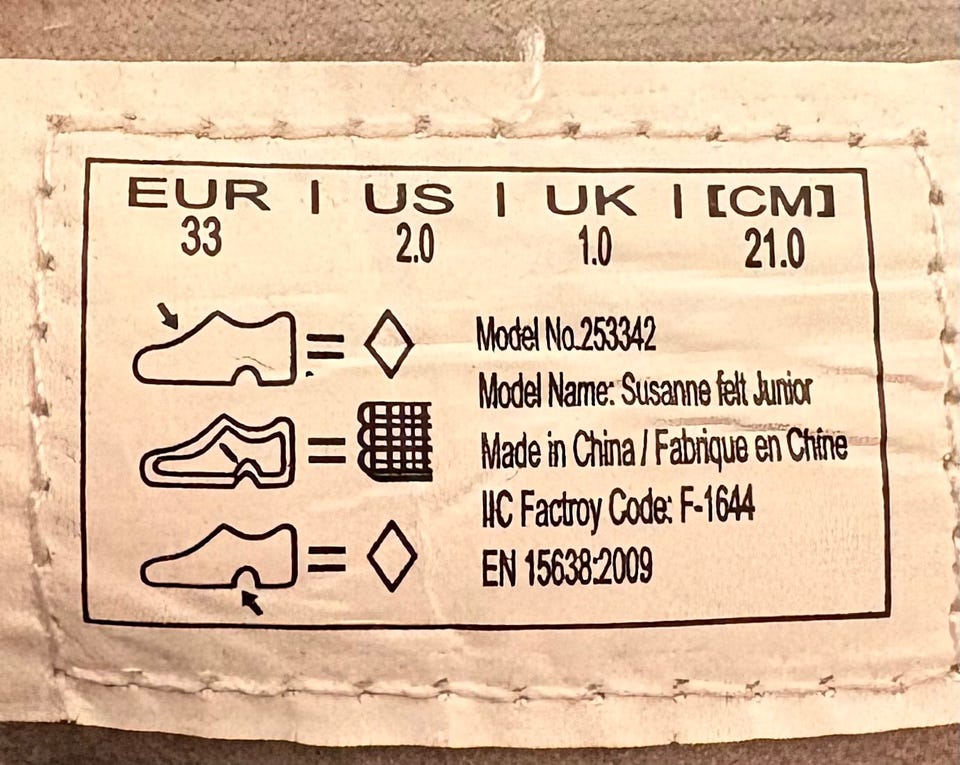 EUR | US | UK | [CM]
33 2.0 1.0 21.0
Model No.253342
Model Name: Susanne felt Junior
Made in China / Fabrique en Chine
IIC Factroy Code: F-1644
EN 15638:2009